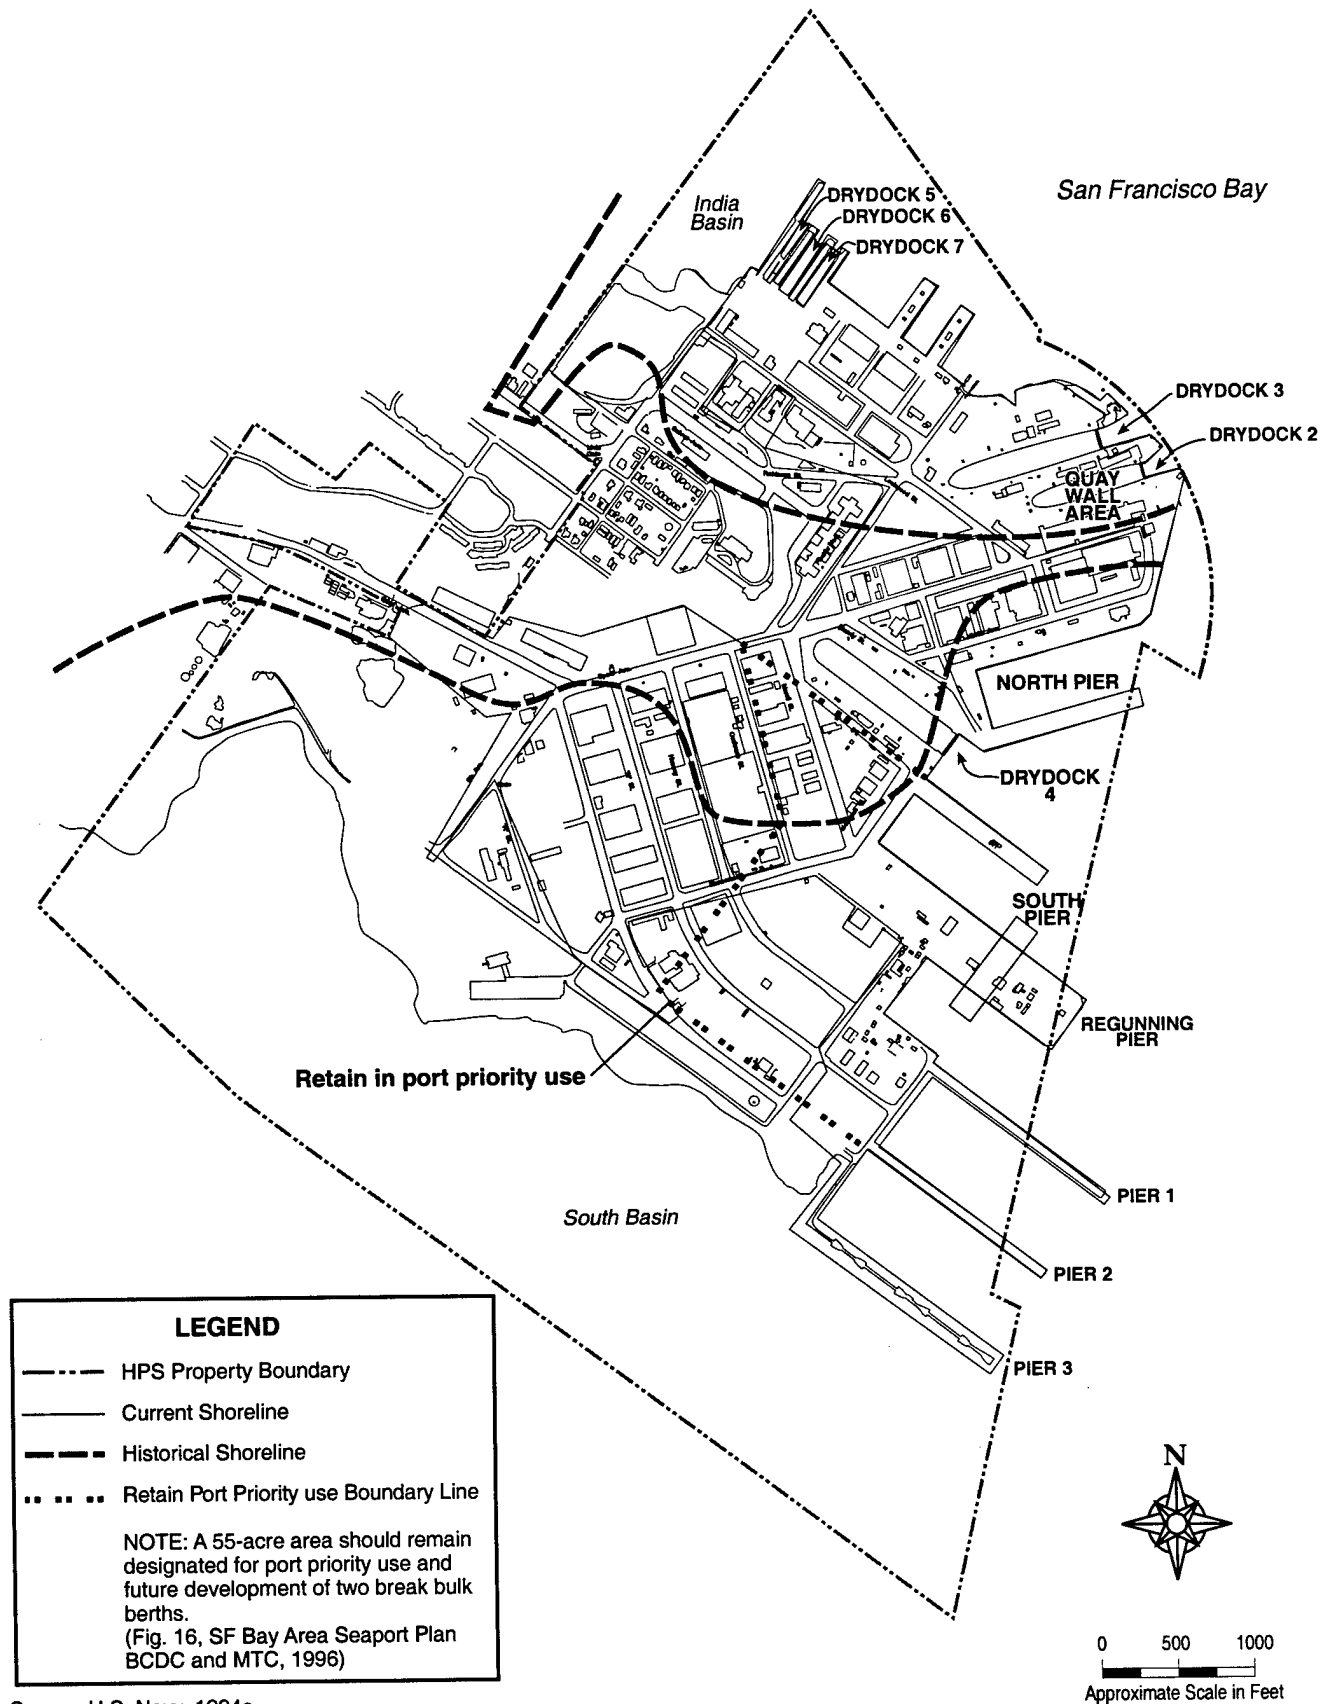 San Francisco Bay
India
Basin
DRYDOCK 5
DRYDOCK 6
DRYDOCK 7
DRYDOCK 3
DRYDOCK 2
QUAY
WALL
AREA
NORTH PIER
DRYDOCK
4
SOUTH
PIER
REGUNNING
PIER
Retain in port priority use
PIER 1
South Basin
PIER 2
PIER 3
LEGEND
HPS Property Boundary
Current Shoreline
Historical Shoreline
Retain Port Priority use Boundary Line
NOTE: A 55-acre area should remain
designated for port priority use and
future development of two break bulk
berths.
(Fig. 16, SF Bay Area Seaport Plan
BCDC and MTC, 1996)
N
0 500 1000
Approximate Scale in Feet